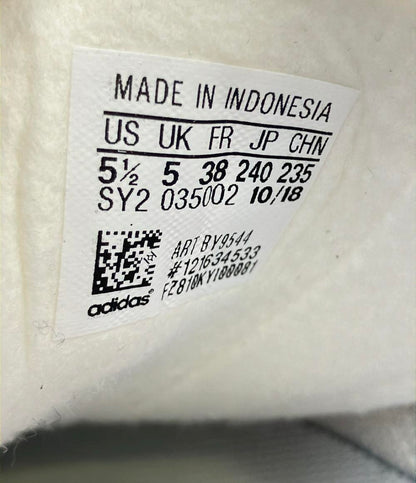 MADE IN INDONESIA
US UK FR JP CHN
5½ 5 38 240 235
SY2 035002 10/18
ART BY9544
#121634533
FZ810KYI00081
adidas